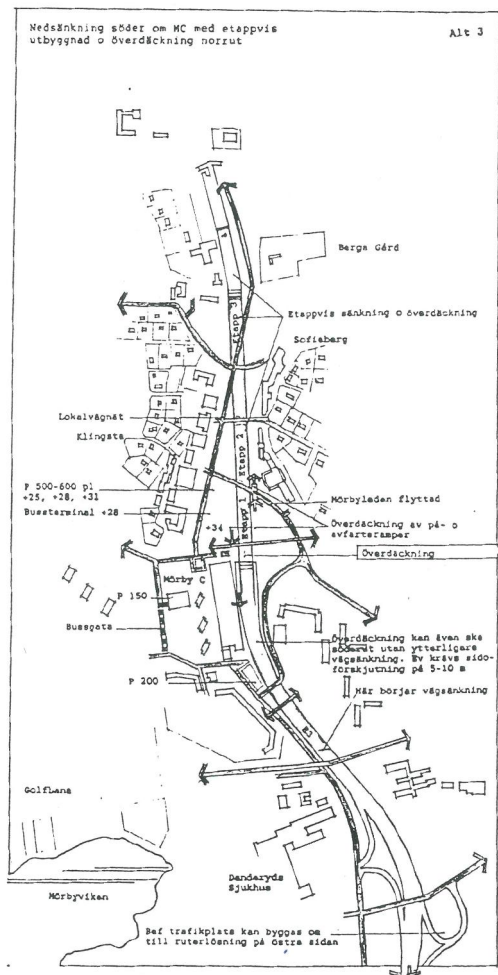 Nedsänkning söder om MC med etappvis
utbyggnad o överdäckning norrut
Alt 3
Berga Gård
Etapp 3
Etappvis sänkning o överdäckning
Sofieberg
Lokalvägnät
Klingsta
Etapp 2
P 500-600 pl
+25, +28, +31
Bussterminal +28
Mörbyleden flyttad
Etapp 1
+34
Överdäckning av på- o
avfartsramper
Överdäckning
Mörby C
P 150
Bussgata
Överdäckning kan även ske
söderut utan ytterligare
vägsänkning. Ev krävs sido-
förskjutning på 5-10 m
P 200
Här börjar vägsänkning
E3
Golfbana
Danderyds
Sjukhus
Mörbyviken
Bef trafikplats kan byggas om
till ruterlösning på östra sidan